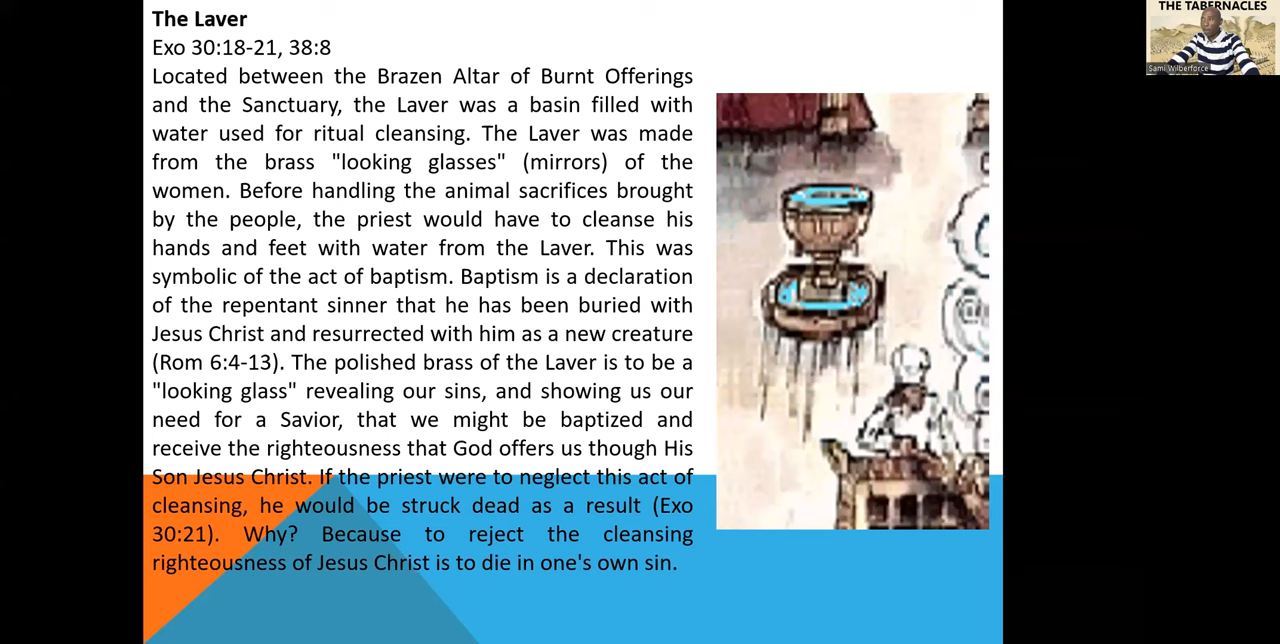 The Laver
Exo 30:18-21, 38:8
Located between the Brazen Altar of Burnt Offerings
and the Sanctuary, the Laver was a basin filled with
water used for ritual cleansing. The Laver was made
from the brass "looking glasses" (mirrors) of the
women. Before handling the animal sacrifices brought
by the people, the priest would have to cleanse his
hands and feet with water from the Laver. This was
symbolic of the act of baptism. Baptism is a declaration
of the repentant sinner that he has been buried with
Jesus Christ and resurrected with him as a new creature
(Rom 6:4-13). The polished brass of the Laver is to be a
"looking glass" revealing our sins, and showing us our
need for a Savior, that we might be baptized and
receive the righteousness that God offers us though His
Son Jesus Christ. If the priest were to neglect this act of
cleansing, he would be struck dead as a result (Exo
30:21). Why? Because to reject the cleansing
righteousness of Jesus Christ is to die in one's own sin.
THE TABERNACLES
Sami Wilberforce